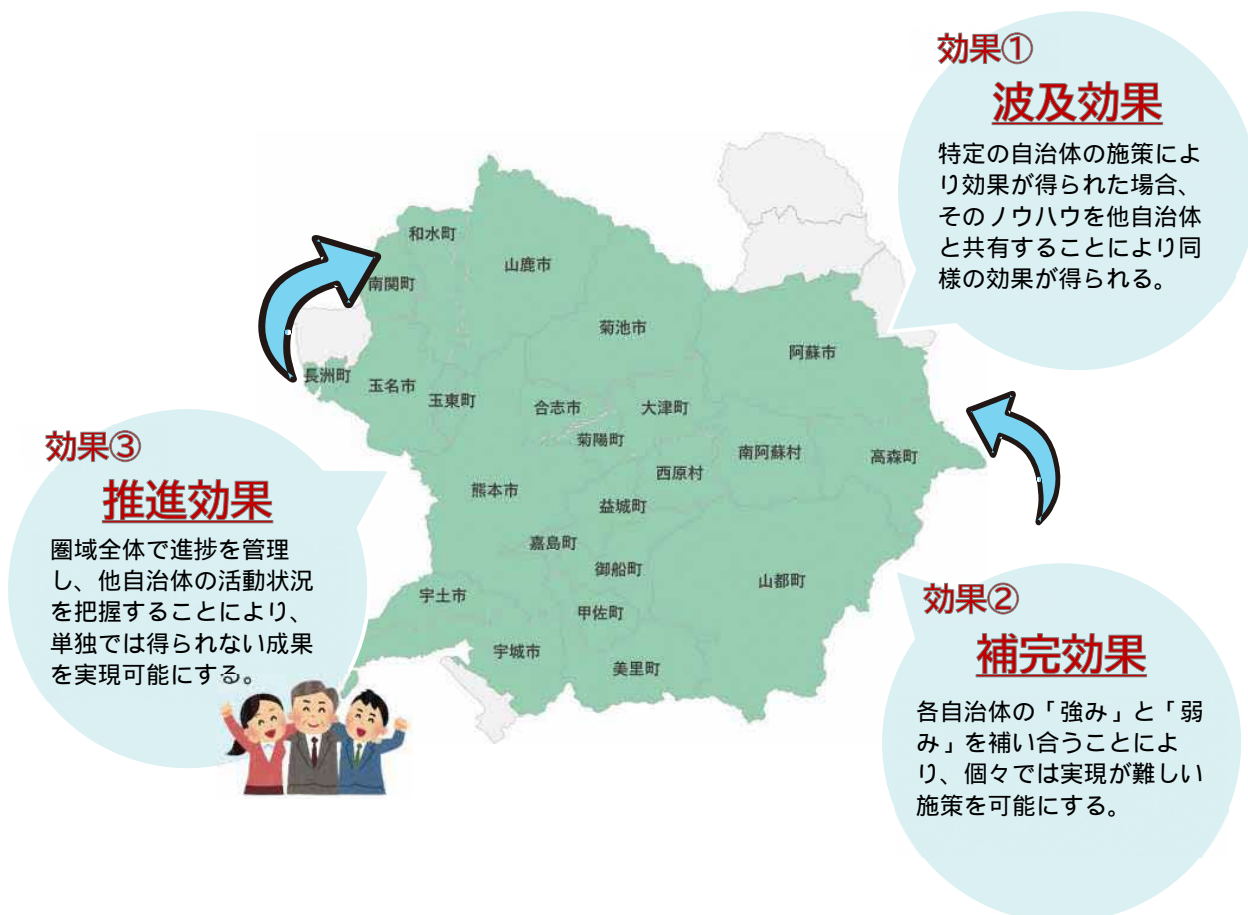 効果①
波及効果
特定の自治体の施策によ
り効果が得られた場合、
そのノウハウを他自治体
と共有することにより同
様の効果が得られる。
和水町
山鹿市
南関町
菊池市
阿蘇市
長洲町
玉名市
玉東町
合志市
大津町
菊陽町
南阿蘇村
高森町
西原村
熊本市
益城町
嘉島町
御船町
山都町
宇土市
甲佐町
宇城市
美里町
効果③
推進効果
圏域全体で進捗を管理
し、他自治体の活動状況
を把握することにより、
単独では得られない成果
を実現可能にする。
効果②
補完効果
各自治体の「強み」と「弱
み」を補い合うことによ
り、個々では実現が難しい
施策を可能にする。